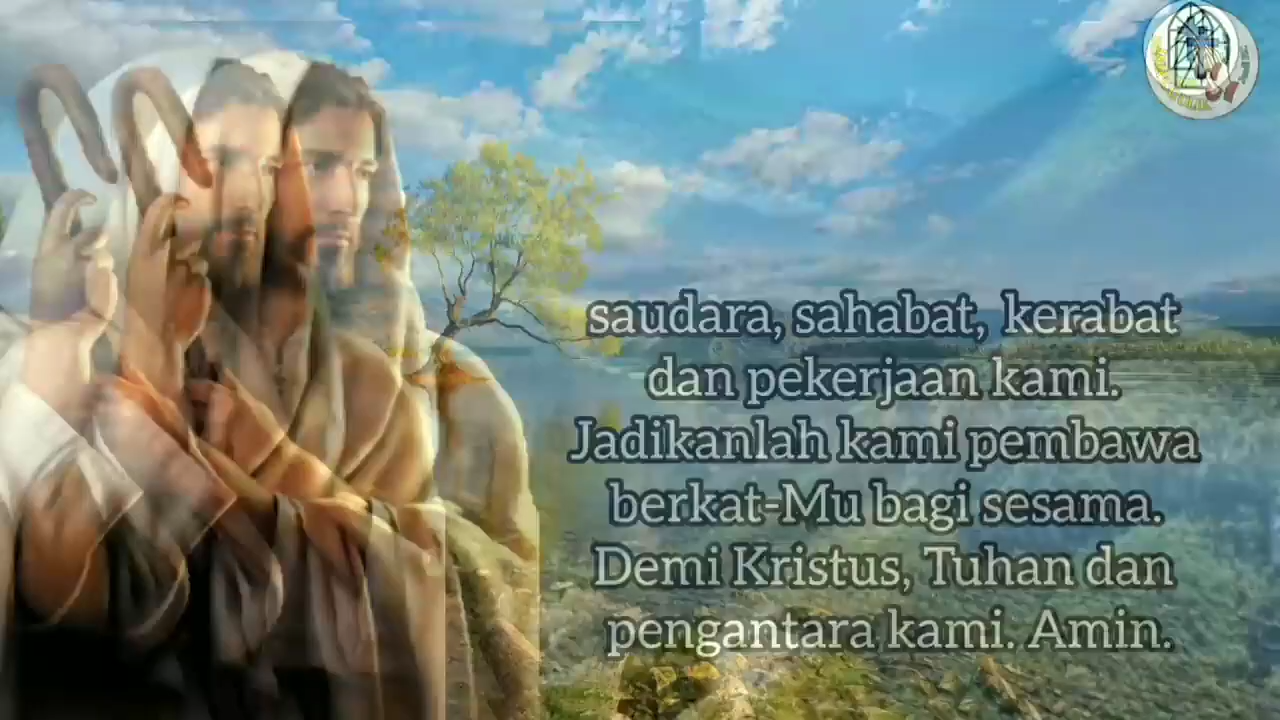 saudara, sahabat, kerabat
dan pekerjaan kami.
Jadikanlah kami pembawa
berkat-Mu bagi sesama.
Demi Kristus, Tuhan dan
pengantara kami. Amin.